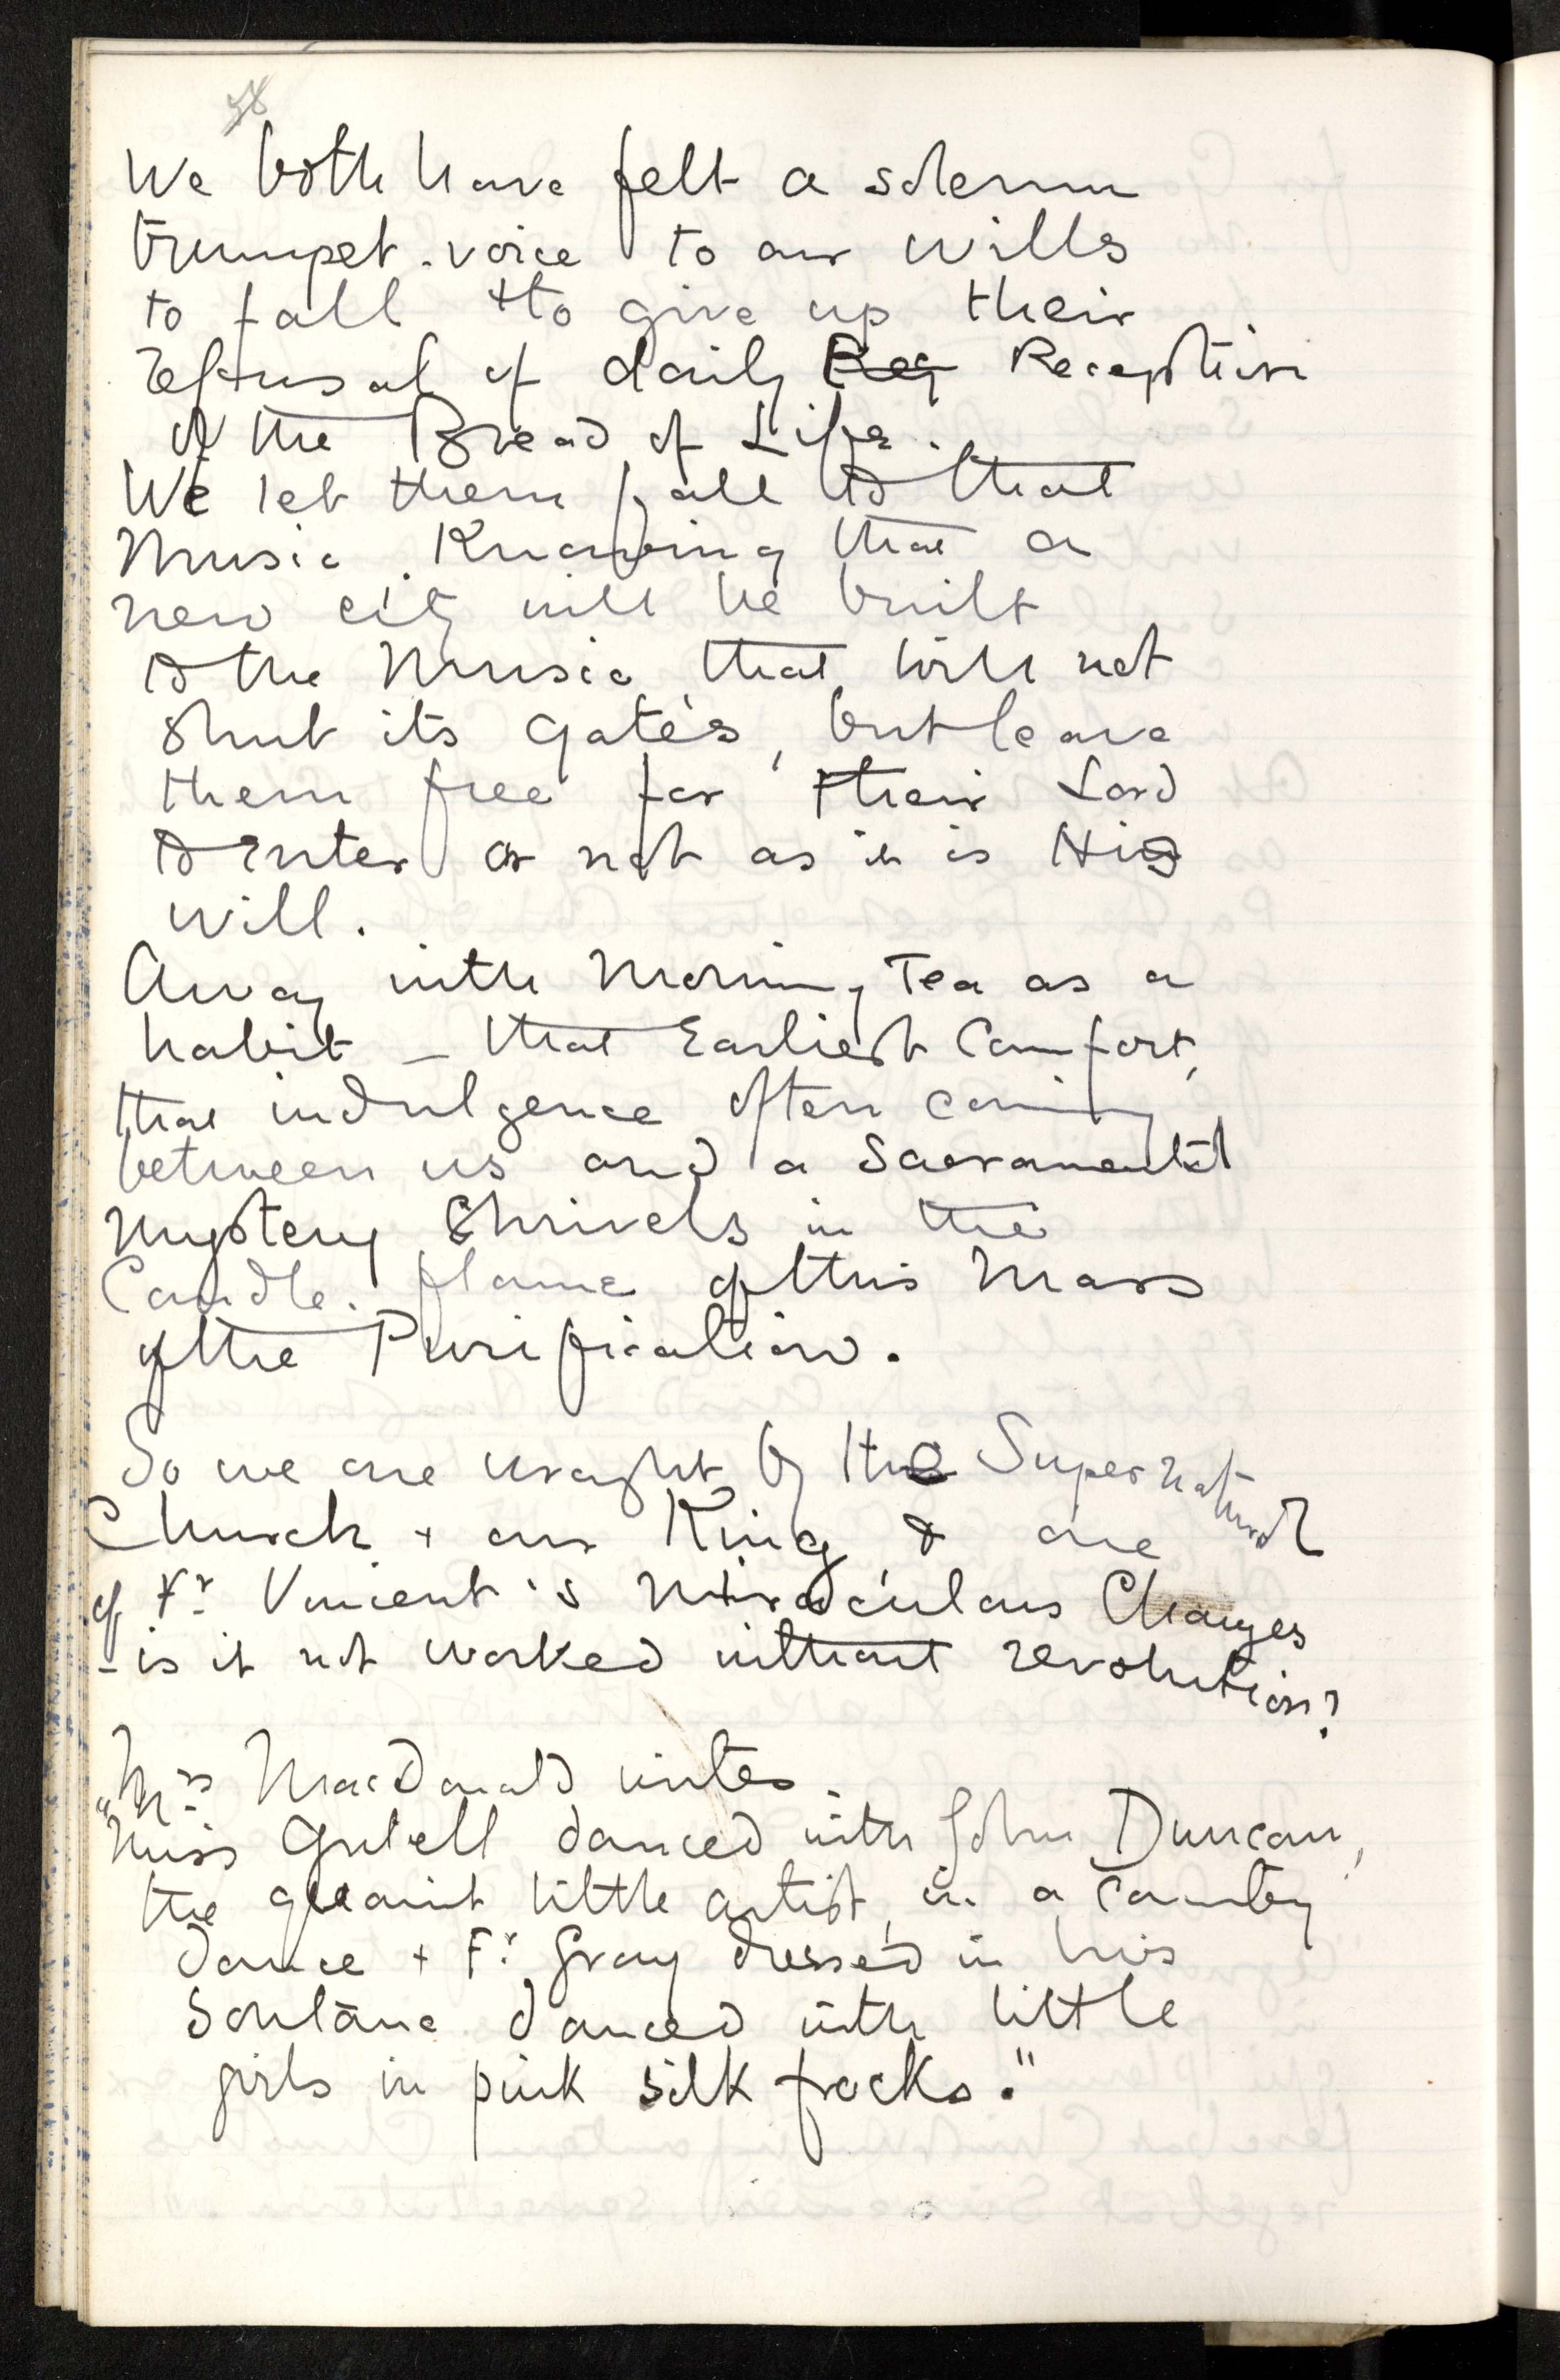 We both have felt a solemn
trumpet-voice to our wills
to fall + to give up their
refusal of daily Rec Reception
of the Bread of Life.
We let them fall to that
Music, Knowing that a
new city will be built
to the Music that will not
shut its gates, but leave
them free for their Lord
to enter or not as it is His
will.
Away with Morning Tea as a
habit – that Earliest Comfort,
that indulgence often coming
between us and a Sacramental
mystery shrivels in the
Candle-flame of this Mass
of the Purification.
So we are wrought by the Supernatural
Church + our King & one
of Fr. Vincent's Miraculous Changes
– is it not worked without revolution?
Mrs MacDonald writes.
"Miss Gribell danced with John Duncan,
the queaint little artist, in a country
dance + Fr. Gray dressed in his
Soutane danced with little
girls in pink silk frocks."